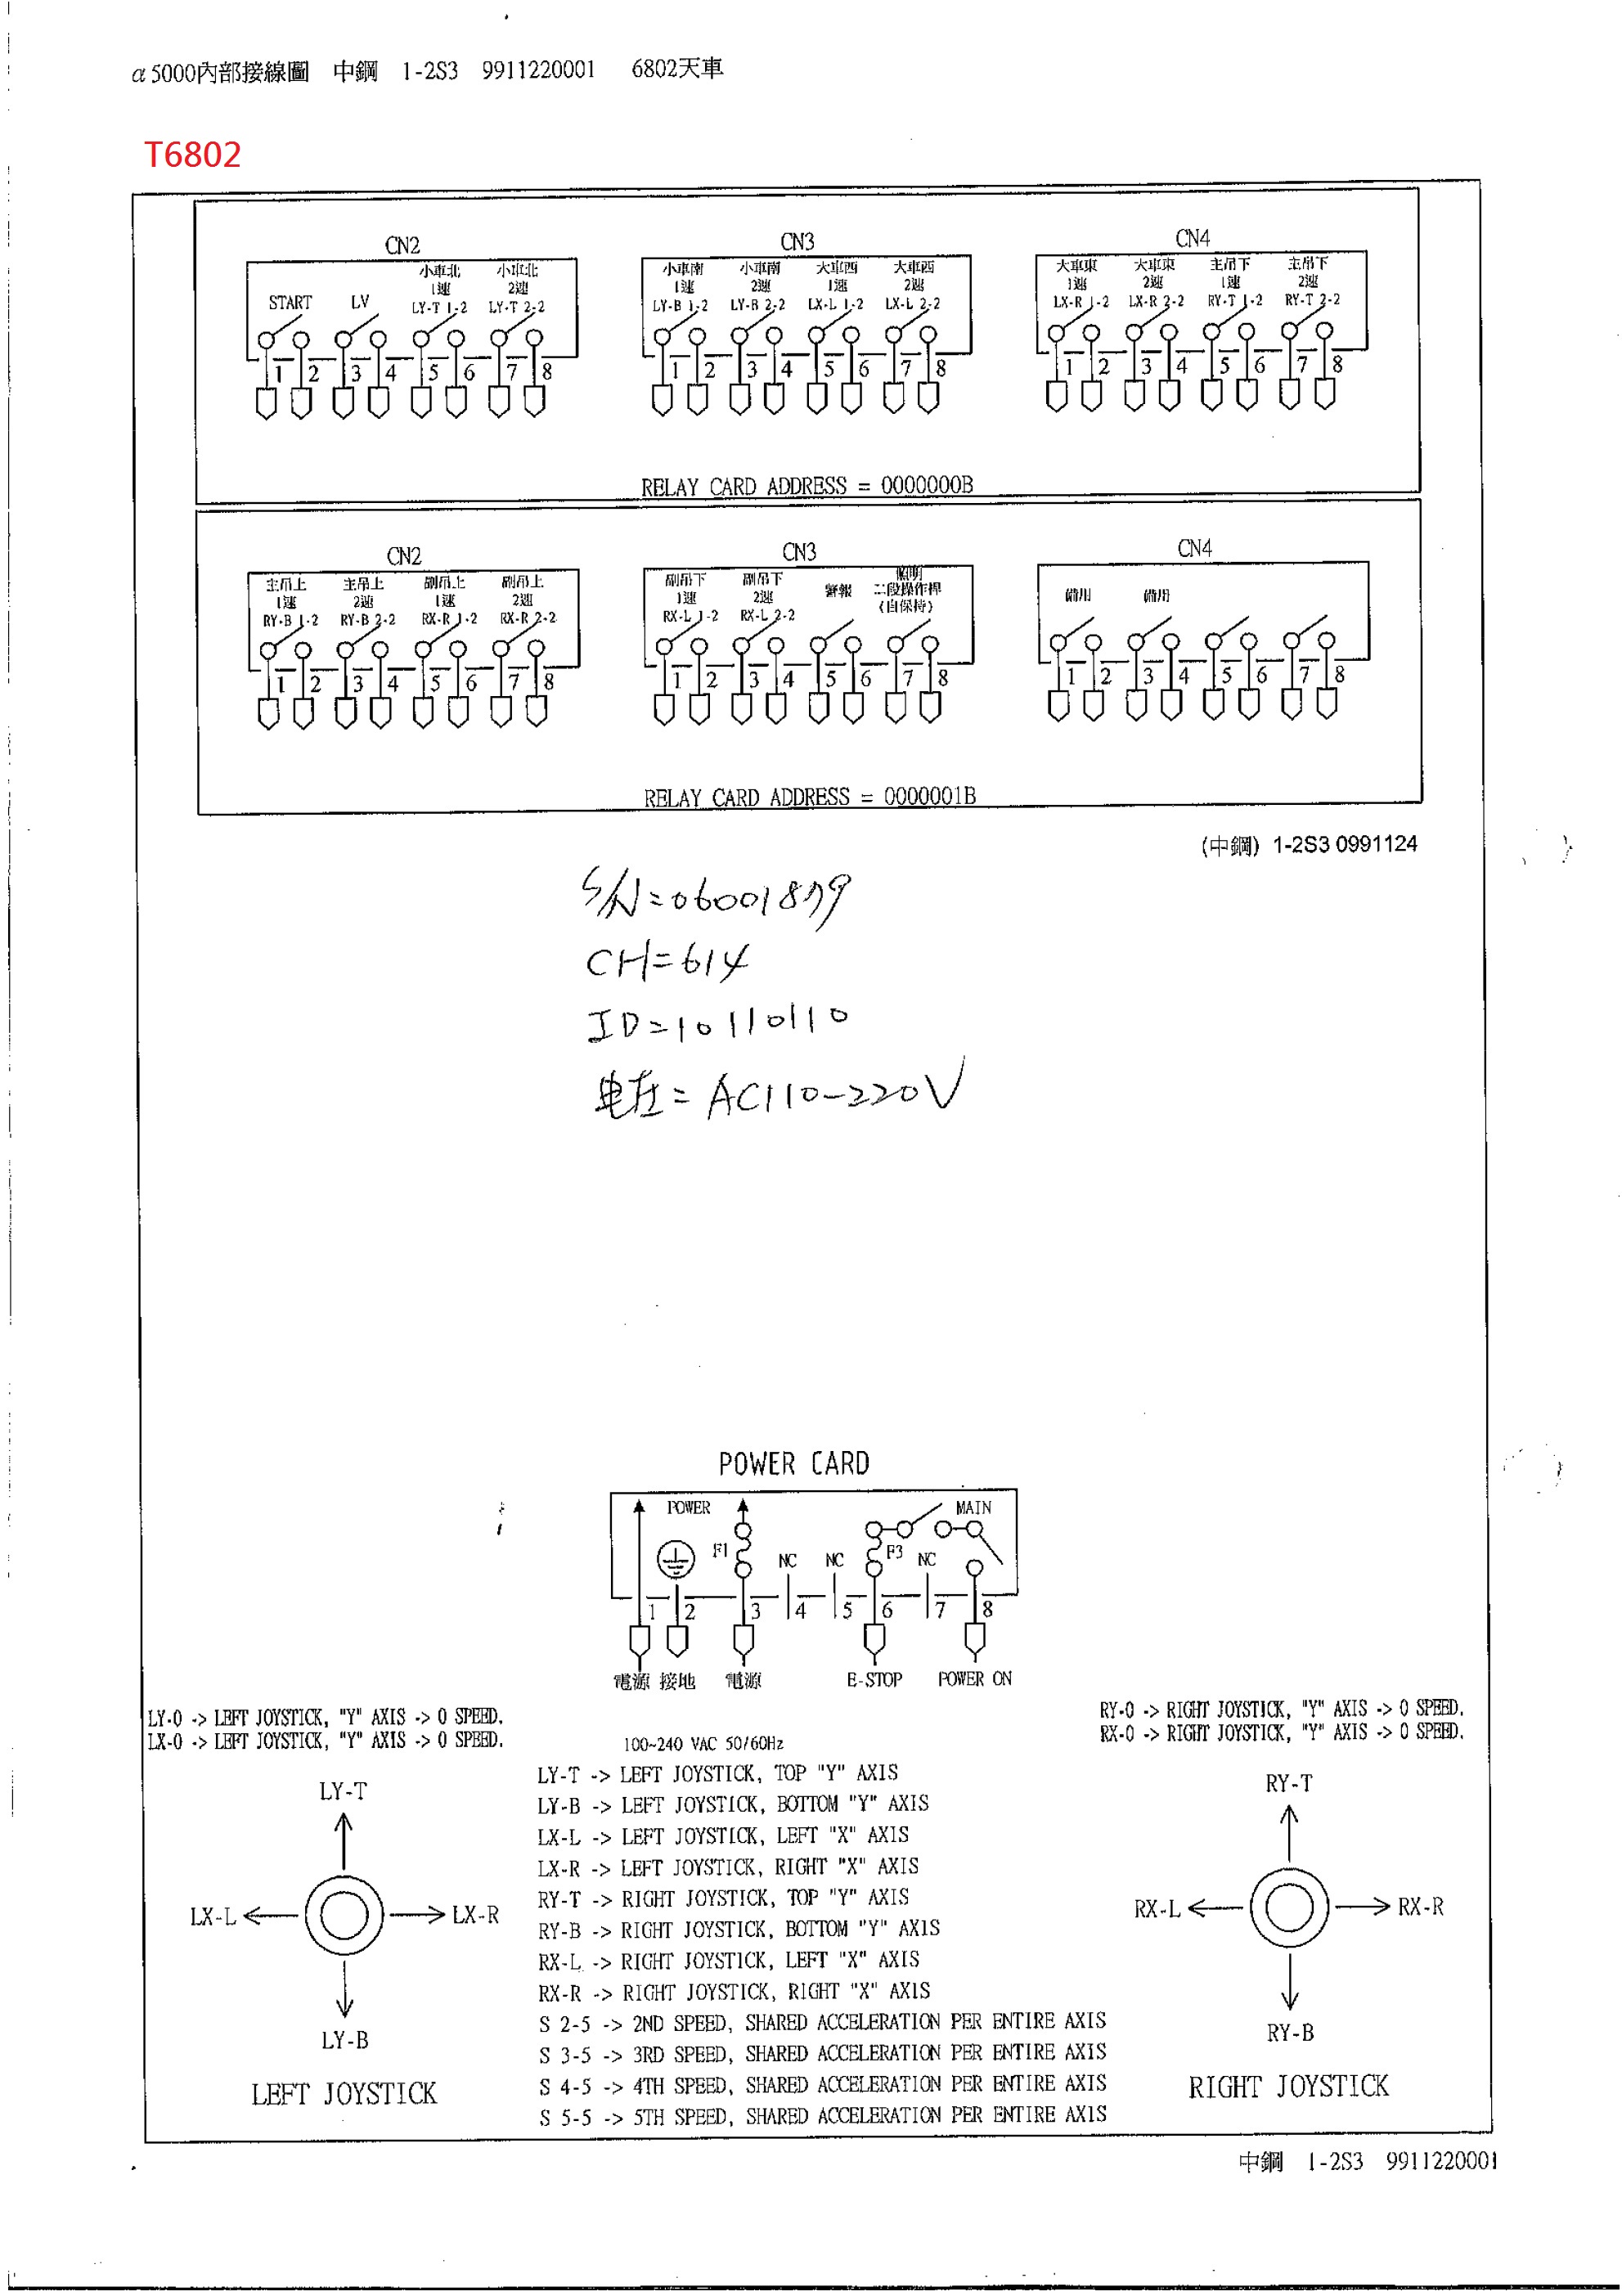 α5000內部接線圖 中鋼 1-2S3 9911220001 6802天車
T6802
CN2
START
LV
小車北
1速
LY-T 1-2
小車北
2速
LY-T 2-2
1 2 3 4 5 6 7 8
CN3
小車南
1速
LY-B 1-2
小車南
2速
LY-B 2-2
大車西
1速
LX-L 1-2
大車西
2速
LX-L 2-2
1 2 3 4 5 6 7 8
CN4
大車東
1速
LX-R 1-2
大車東
2速
LX-R 2-2
主吊下
1速
RY-T 1-2
主吊下
2速
RY-T 2-2
1 2 3 4 5 6 7 8
RELAY CARD ADDRESS = 0000000B
CN2
主吊上
1速
RY-B 1-2
主吊上
2速
RY-B 2-2
副吊上
1速
RX-R 1-2
副吊上
2速
RX-R 2-2
1 2 3 4 5 6 7 8
CN3
副吊下
1速
RX-L 1-2
副吊下
2速
RX-L 2-2
警報
照明
二段操作桿
(自保持)
1 2 3 4 5 6 7 8
CN4
備用
備用
1 2 3 4 5 6 7 8
RELAY CARD ADDRESS = 0000001B
(中鋼) 1-2S3 0991124
S/N=06001879
CH=614
ID=10110110
电压=AC110-220V
POWER CARD
POWER
MAIN
F1
NC
NC
F3
NC
1 2 3 4 5 6 7 8
電源 接地 電源 E-STOP POWER ON
LY-0 -> LEFT JOYSTICK, "Y" AXIS -> 0 SPEED.
LX-0 -> LEFT JOYSTICK, "Y" AXIS -> 0 SPEED.
RY-0 -> RIGHT JOYSTICK, "Y" AXIS -> 0 SPEED.
RX-0 -> RIGHT JOYSTICK, "Y" AXIS -> 0 SPEED.
100~240 VAC 50/60Hz
LY-T -> LEFT JOYSTICK, TOP "Y" AXIS
LY-B -> LEFT JOYSTICK, BOTTOM "Y" AXIS
LX-L -> LEFT JOYSTICK, LEFT "X" AXIS
LX-R -> LEFT JOYSTICK, RIGHT "X" AXIS
RY-T -> RIGHT JOYSTICK, TOP "Y" AXIS
RY-B -> RIGHT JOYSTICK, BOTTOM "Y" AXIS
RX-L -> RIGHT JOYSTICK, LEFT "X" AXIS
RX-R -> RIGHT JOYSTICK, RIGHT "X" AXIS
S 2-5 -> 2ND SPEED, SHARED ACCELERATION PER ENTIRE AXIS
S 3-5 -> 3RD SPEED, SHARED ACCELERATION PER ENTIRE AXIS
S 4-5 -> 4TH SPEED, SHARED ACCELERATION PER ENTIRE AXIS
S 5-5 -> 5TH SPEED, SHARED ACCELERATION PER ENTIRE AXIS
LY-T
LX-L
LX-R
LY-B
LEFT JOYSTICK
RY-T
RX-L
RX-R
RY-B
RIGHT JOYSTICK
中鋼 1-2S3 9911220001